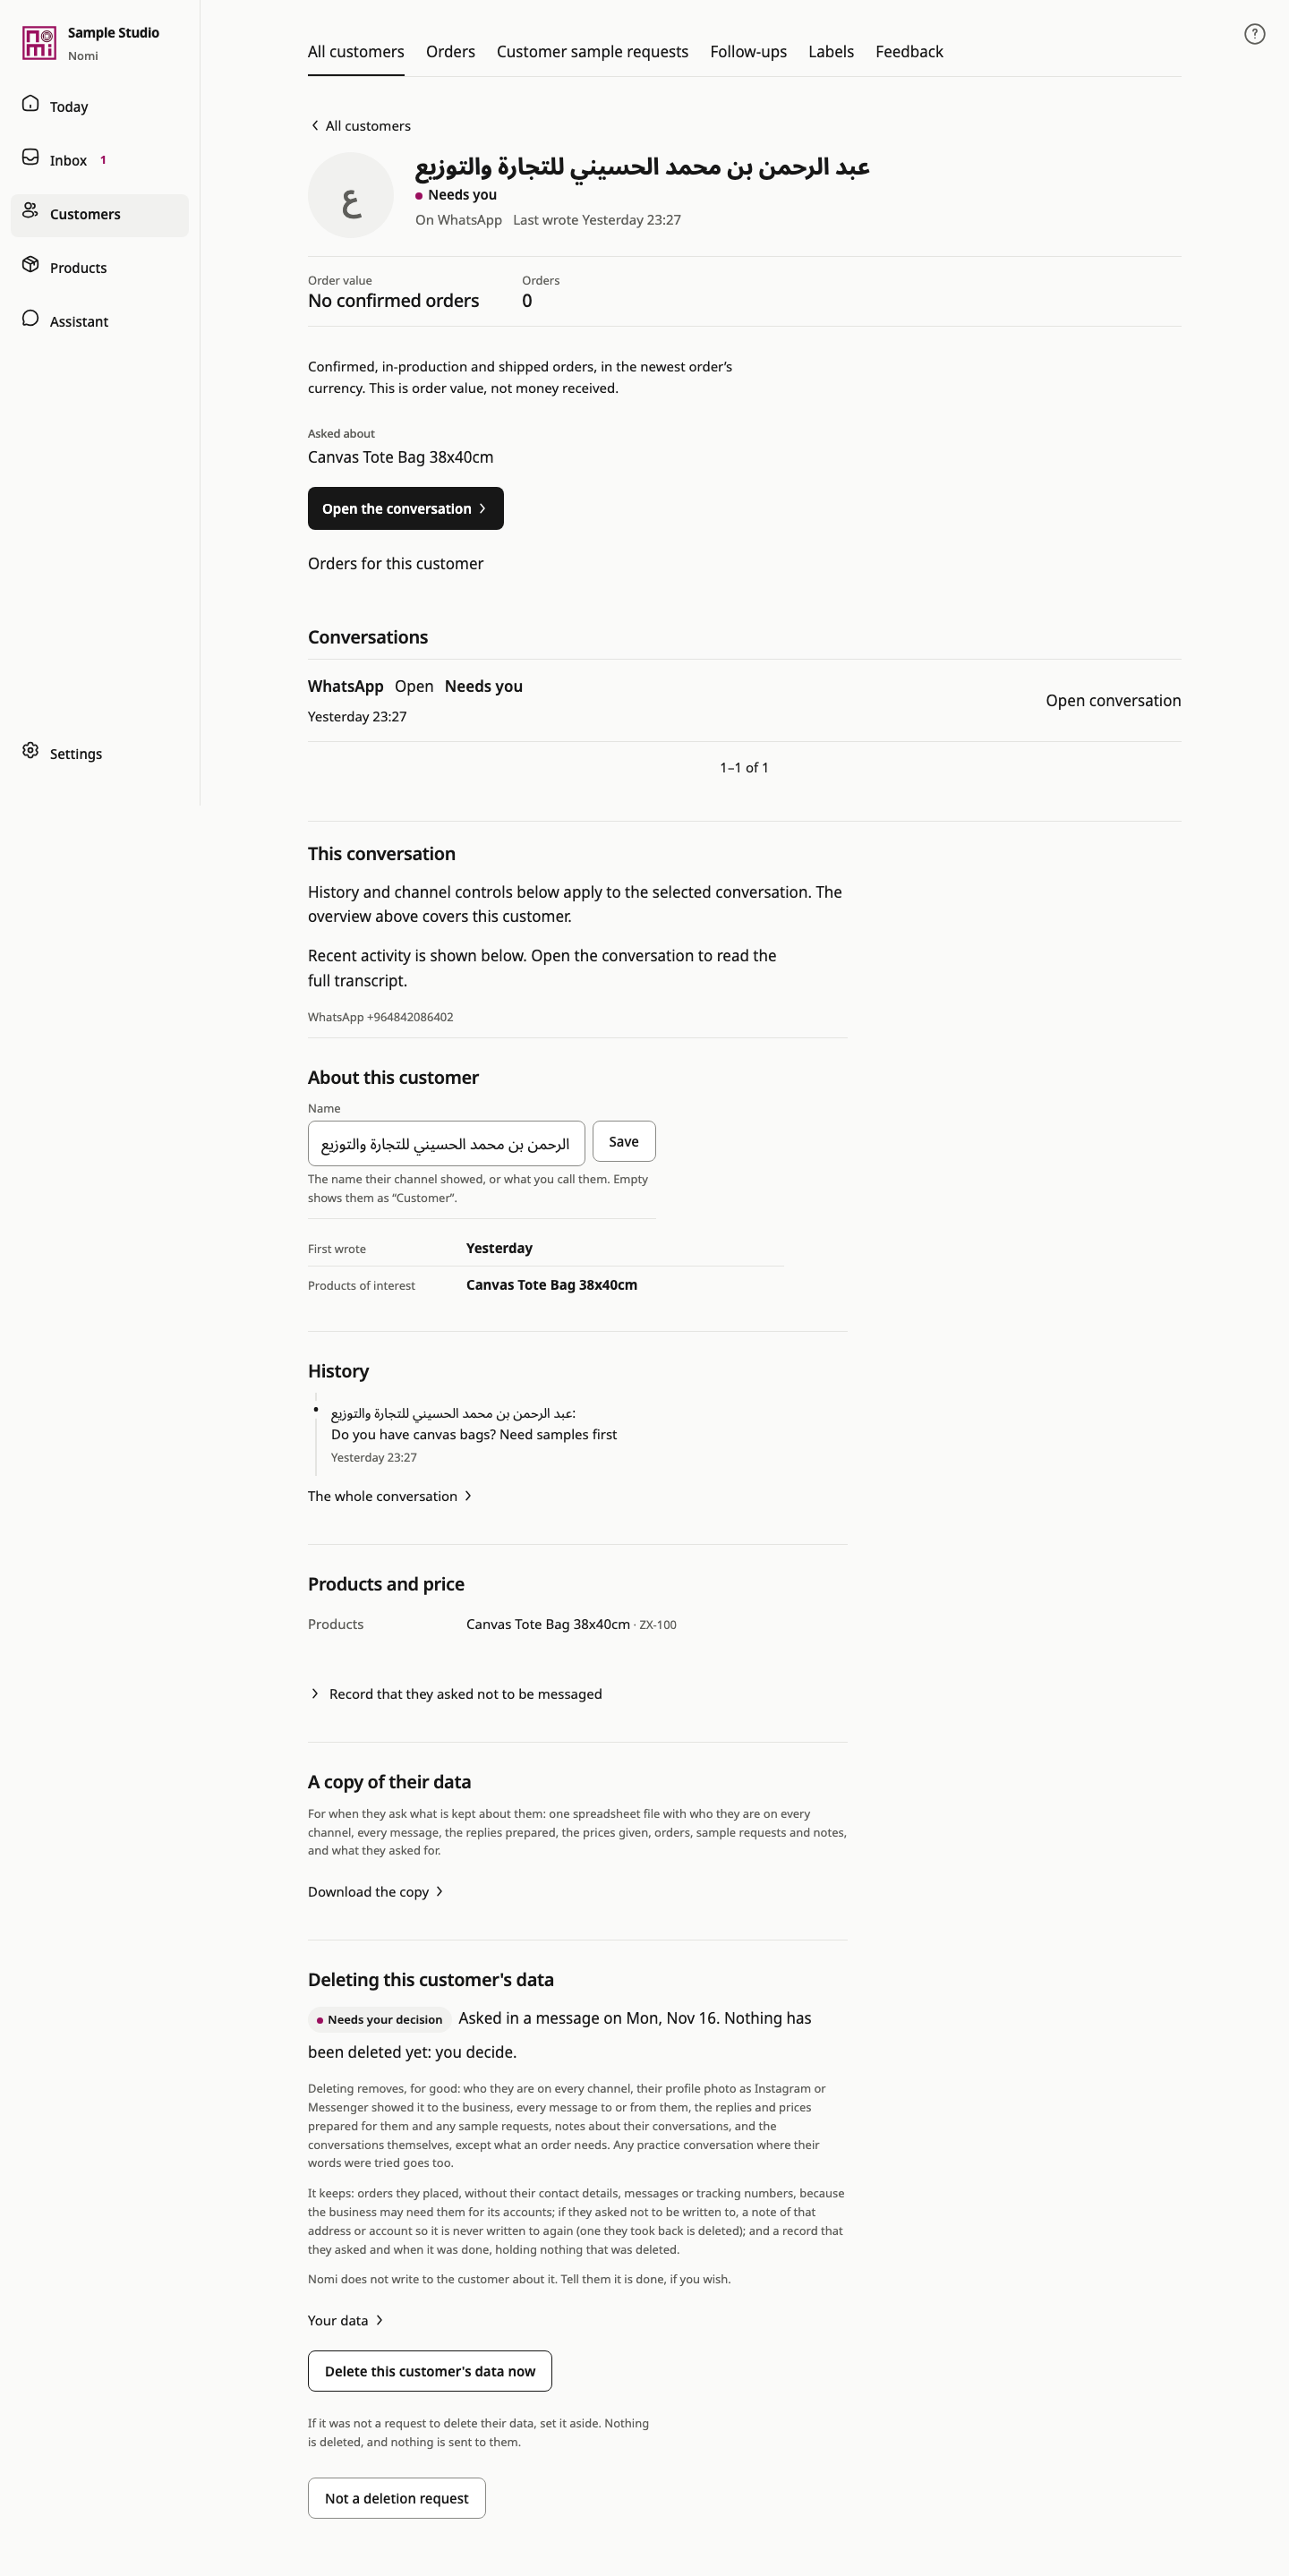 Sample Studio
Nomi
Today
Inbox 1
Customers
Products
Assistant
Settings
All customers Orders Customer sample requests Follow-ups Labels Feedback
All customers
ع
عبد الرحمن بن محمد الحسيني للتجارة والتوزيع
Needs you
On WhatsApp Last wrote Yesterday 23:27
Order value Orders
No confirmed orders 0
Confirmed, in-production and shipped orders, in the newest order’s
currency. This is order value, not money received.
Asked about
Canvas Tote Bag 38x40cm
Open the conversation
Orders for this customer
Conversations
WhatsApp Open Needs you
Yesterday 23:27
Open conversation
1–1 of 1
This conversation
History and channel controls below apply to the selected conversation. The
overview above covers this customer.
Recent activity is shown below. Open the conversation to read the
full transcript.
WhatsApp +964842086402
About this customer
Name
الرحمن بن محمد الحسيني للتجارة والتوزيع
Save
The name their channel showed, or what you call them. Empty
shows them as “Customer”.
First wrote Yesterday
Products of interest Canvas Tote Bag 38x40cm
History
عبد الرحمن بن محمد الحسيني للتجارة والتوزيع:
Do you have canvas bags? Need samples first
Yesterday 23:27
The whole conversation
Products and price
Products Canvas Tote Bag 38x40cm · ZX-100
Record that they asked not to be messaged
A copy of their data
For when they ask what is kept about them: one spreadsheet file with who they are on every
channel, every message, the replies prepared, the prices given, orders, sample requests and notes,
and what they asked for.
Download the copy
Deleting this customer's data
Needs your decision Asked in a message on Mon, Nov 16. Nothing has
been deleted yet: you decide.
Deleting removes, for good: who they are on every channel, their profile photo as Instagram or
Messenger showed it to the business, every message to or from them, the replies and prices
prepared for them and any sample requests, notes about their conversations, and the
conversations themselves, except what an order needs. Any practice conversation where their
words were tried goes too.
It keeps: orders they placed, without their contact details, messages or tracking numbers, because
the business may need them for its accounts; if they asked not to be written to, a note of that
address or account so it is never written to again (one they took back is deleted); and a record that
they asked and when it was done, holding nothing that was deleted.
Nomi does not write to the customer about it. Tell them it is done, if you wish.
Your data
Delete this customer's data now
If it was not a request to delete their data, set it aside. Nothing
is deleted, and nothing is sent to them.
Not a deletion request